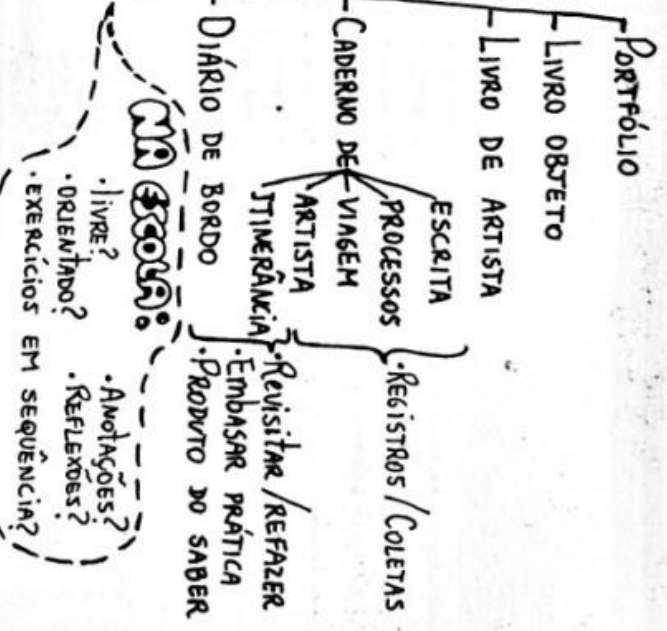 PORTFÓLIO
LIVRO OBJETO
LIVRO DE ARTISTA
CADERNO DE
ESCRITA
PROCESSOS
VIAGEM
ARTISTA
ITINERÂNCIA
• REGISTROS / COLETAS
DIÁRIO DE BORDO
• Revisitar / REFAZER
• Embasar PRÁTICA
• PRODUTO DO SABER
NA ESCOLA:
• livre?
• ORIENTADO?
• EXERCÍCIOS EM SEQUÊNCIA?
• ANOTAÇÕES?
• REFLEXÕES?